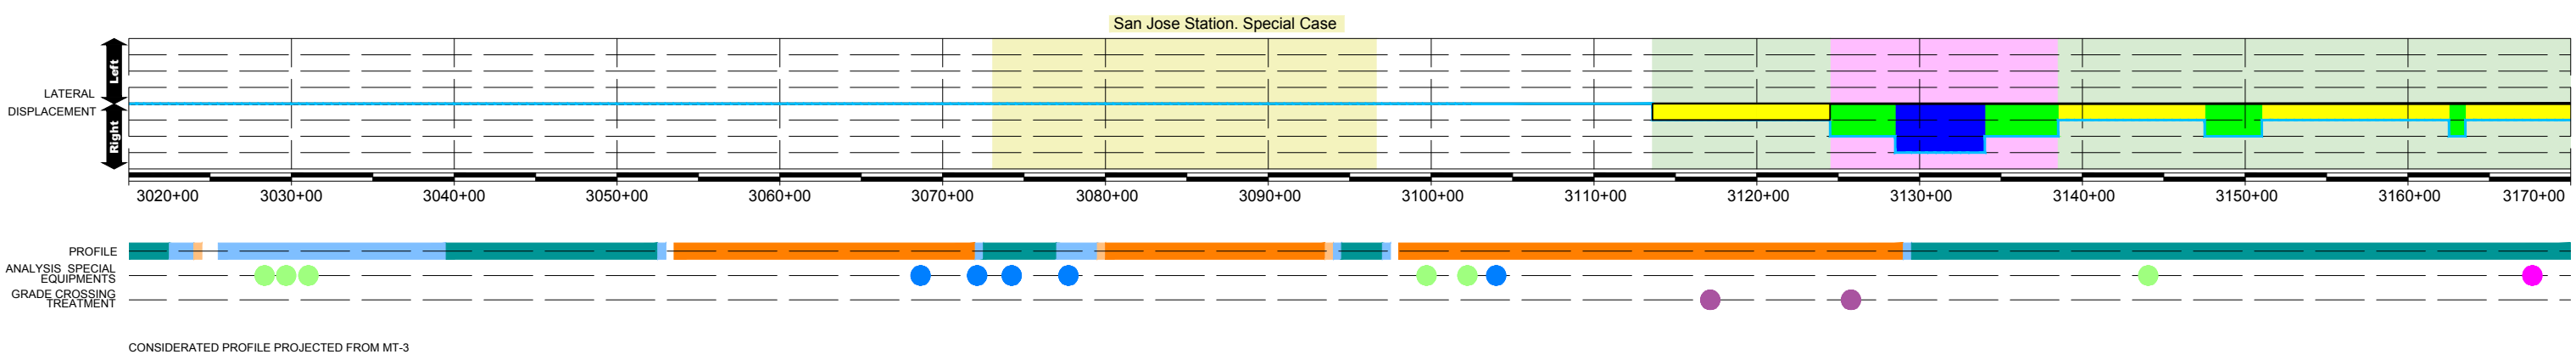 San Jose Station. Special Case
Left
LATERAL
DISPLACEMENT
Right
3020+00 3030+00 3040+00 3050+00 3060+00 3070+00 3080+00 3090+00 3100+00 3110+00 3120+00 3130+00 3140+00 3150+00 3160+00 3170+00
PROFILE
ANALYSIS SPECIAL
EQUIPMENTS
GRADE CROSSING
TREATMENT
CONSIDERATED PROFILE PROJECTED FROM MT-3